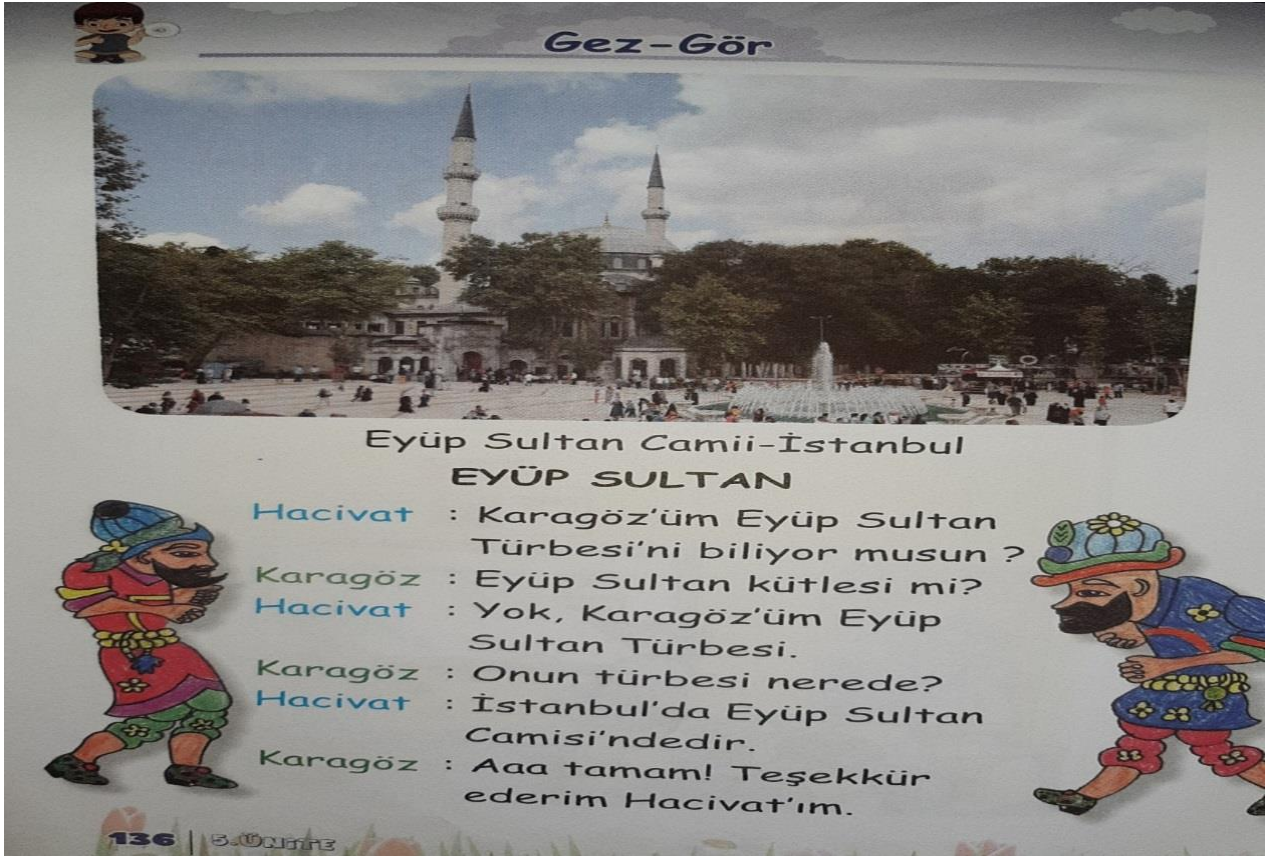 Gez-Gör
Eyüp Sultan Camii-İstanbul
EYÜP SULTAN
Hacivat : Karagöz'üm Eyüp Sultan
Türbesi'ni biliyor musun ?
Karagöz : Eyüp Sultan kütlesi mi?
Hacivat : Yok, Karagöz'üm Eyüp
Sultan Türbesi.
Karagöz : Onun türbesi nerede?
Hacivat : İstanbul'da Eyüp Sultan
Camisi'ndedir.
Karagöz : Aaa tamam! Teşekkür
ederim Hacivat'ım.
136 | 5.ÜNİTE